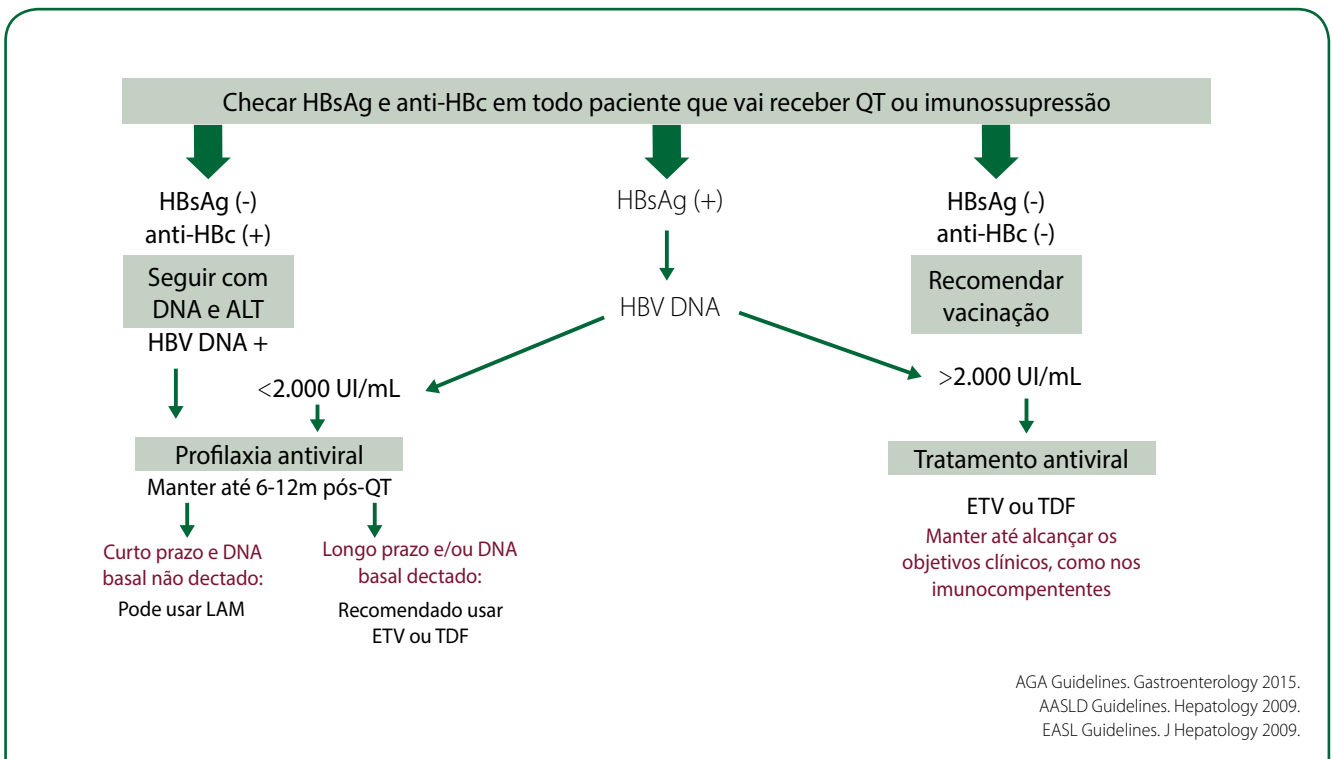 Checar HBsAg e anti-HBc em todo paciente que vai receber QT ou imunossupressão
HBsAg (-)
anti-HBc (+)
Seguir com
DNA e ALT
HBV DNA +
HBsAg (+)
HBV DNA
HBsAg (-)
anti-HBc (-)
Recomendar
vacinação
<2.000 UI/mL
>2.000 UI/mL
Profilaxia antiviral
Manter até 6-12m pós-QT
Curto prazo e DNA
basal não dectado:
Pode usar LAM
Longo prazo e/ou DNA
basal dectado:
Recomendado usar
ETV ou TDF
Tratamento antiviral
ETV ou TDF
Manter até alcançar os
objetivos clínicos, como nos
imunocompetentes
AGA Guidelines. Gastroenterology 2015.
AASLD Guidelines. Hepatology 2009.
EASL Guidelines. J Hepatology 2009.